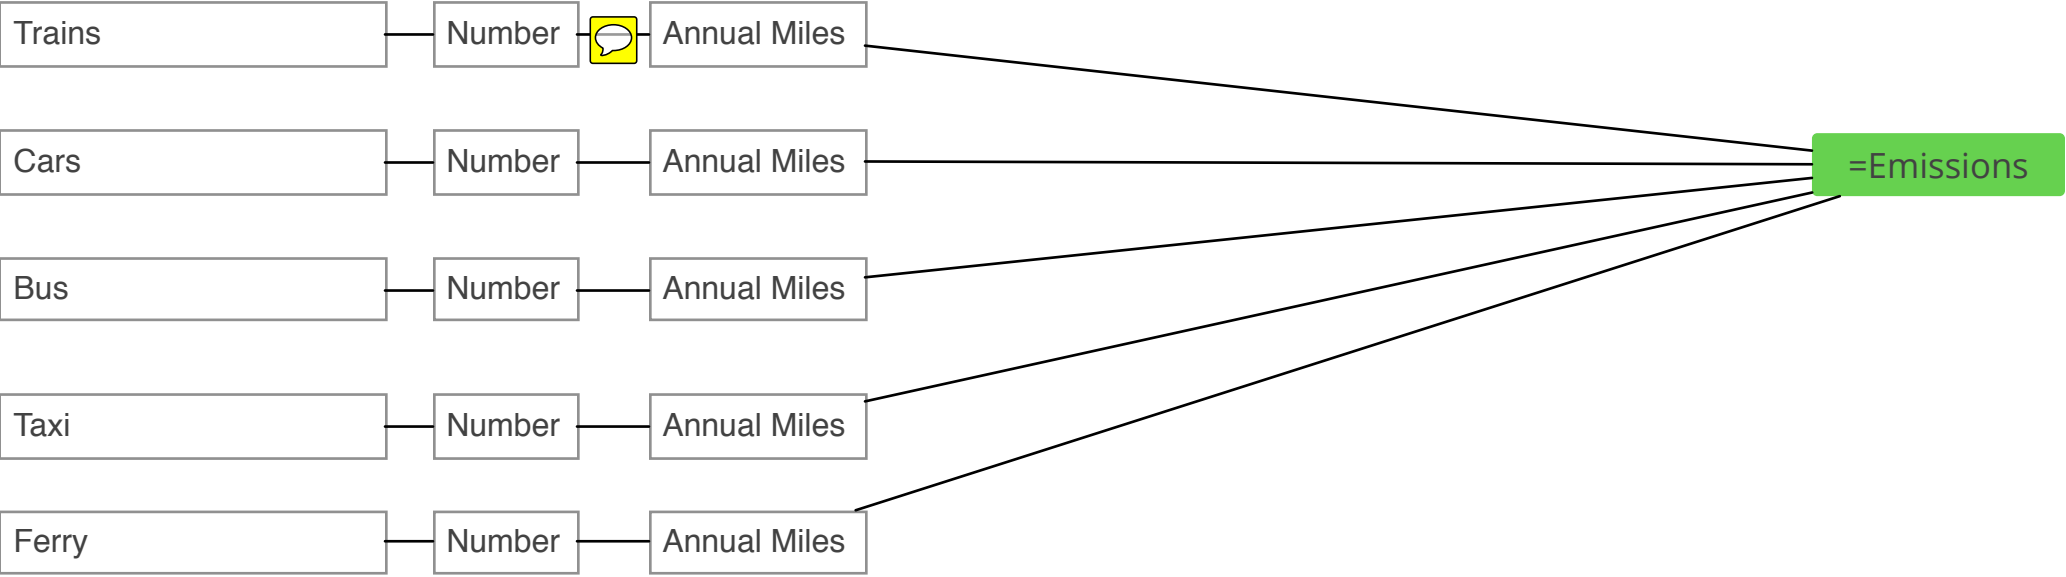 Trains Number Annual Miles
Cars Number Annual Miles
=Emissions
Bus Number Annual Miles
Taxi Number Annual Miles
Ferry Number Annual Miles